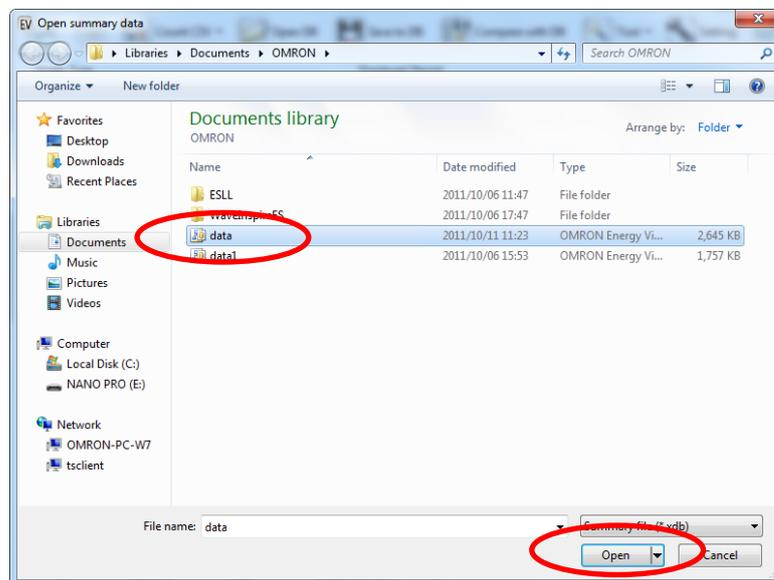 EV Open summary data
Libraries Documents OMRON
Search OMRON
Organize New folder
Favorites
Desktop
Downloads
Recent Places
Libraries
Documents
Music
Pictures
Videos
Computer
Local Disk (C:)
NANO PRO (E:)
Network
OMRON-PC-W7
tsclient
Documents library
OMRON
Arrange by: Folder
Name Date modified Type Size
ESLL 2011/10/06 11:47 File folder
WaveInspireES 2011/10/06 17:47 File folder
data 2011/10/11 11:23 OMRON Energy Vi... 2,645 KB
data1 2011/10/06 15:53 OMRON Energy Vi... 1,757 KB
File name: data
Summary file (*.xdb)
Open Cancel